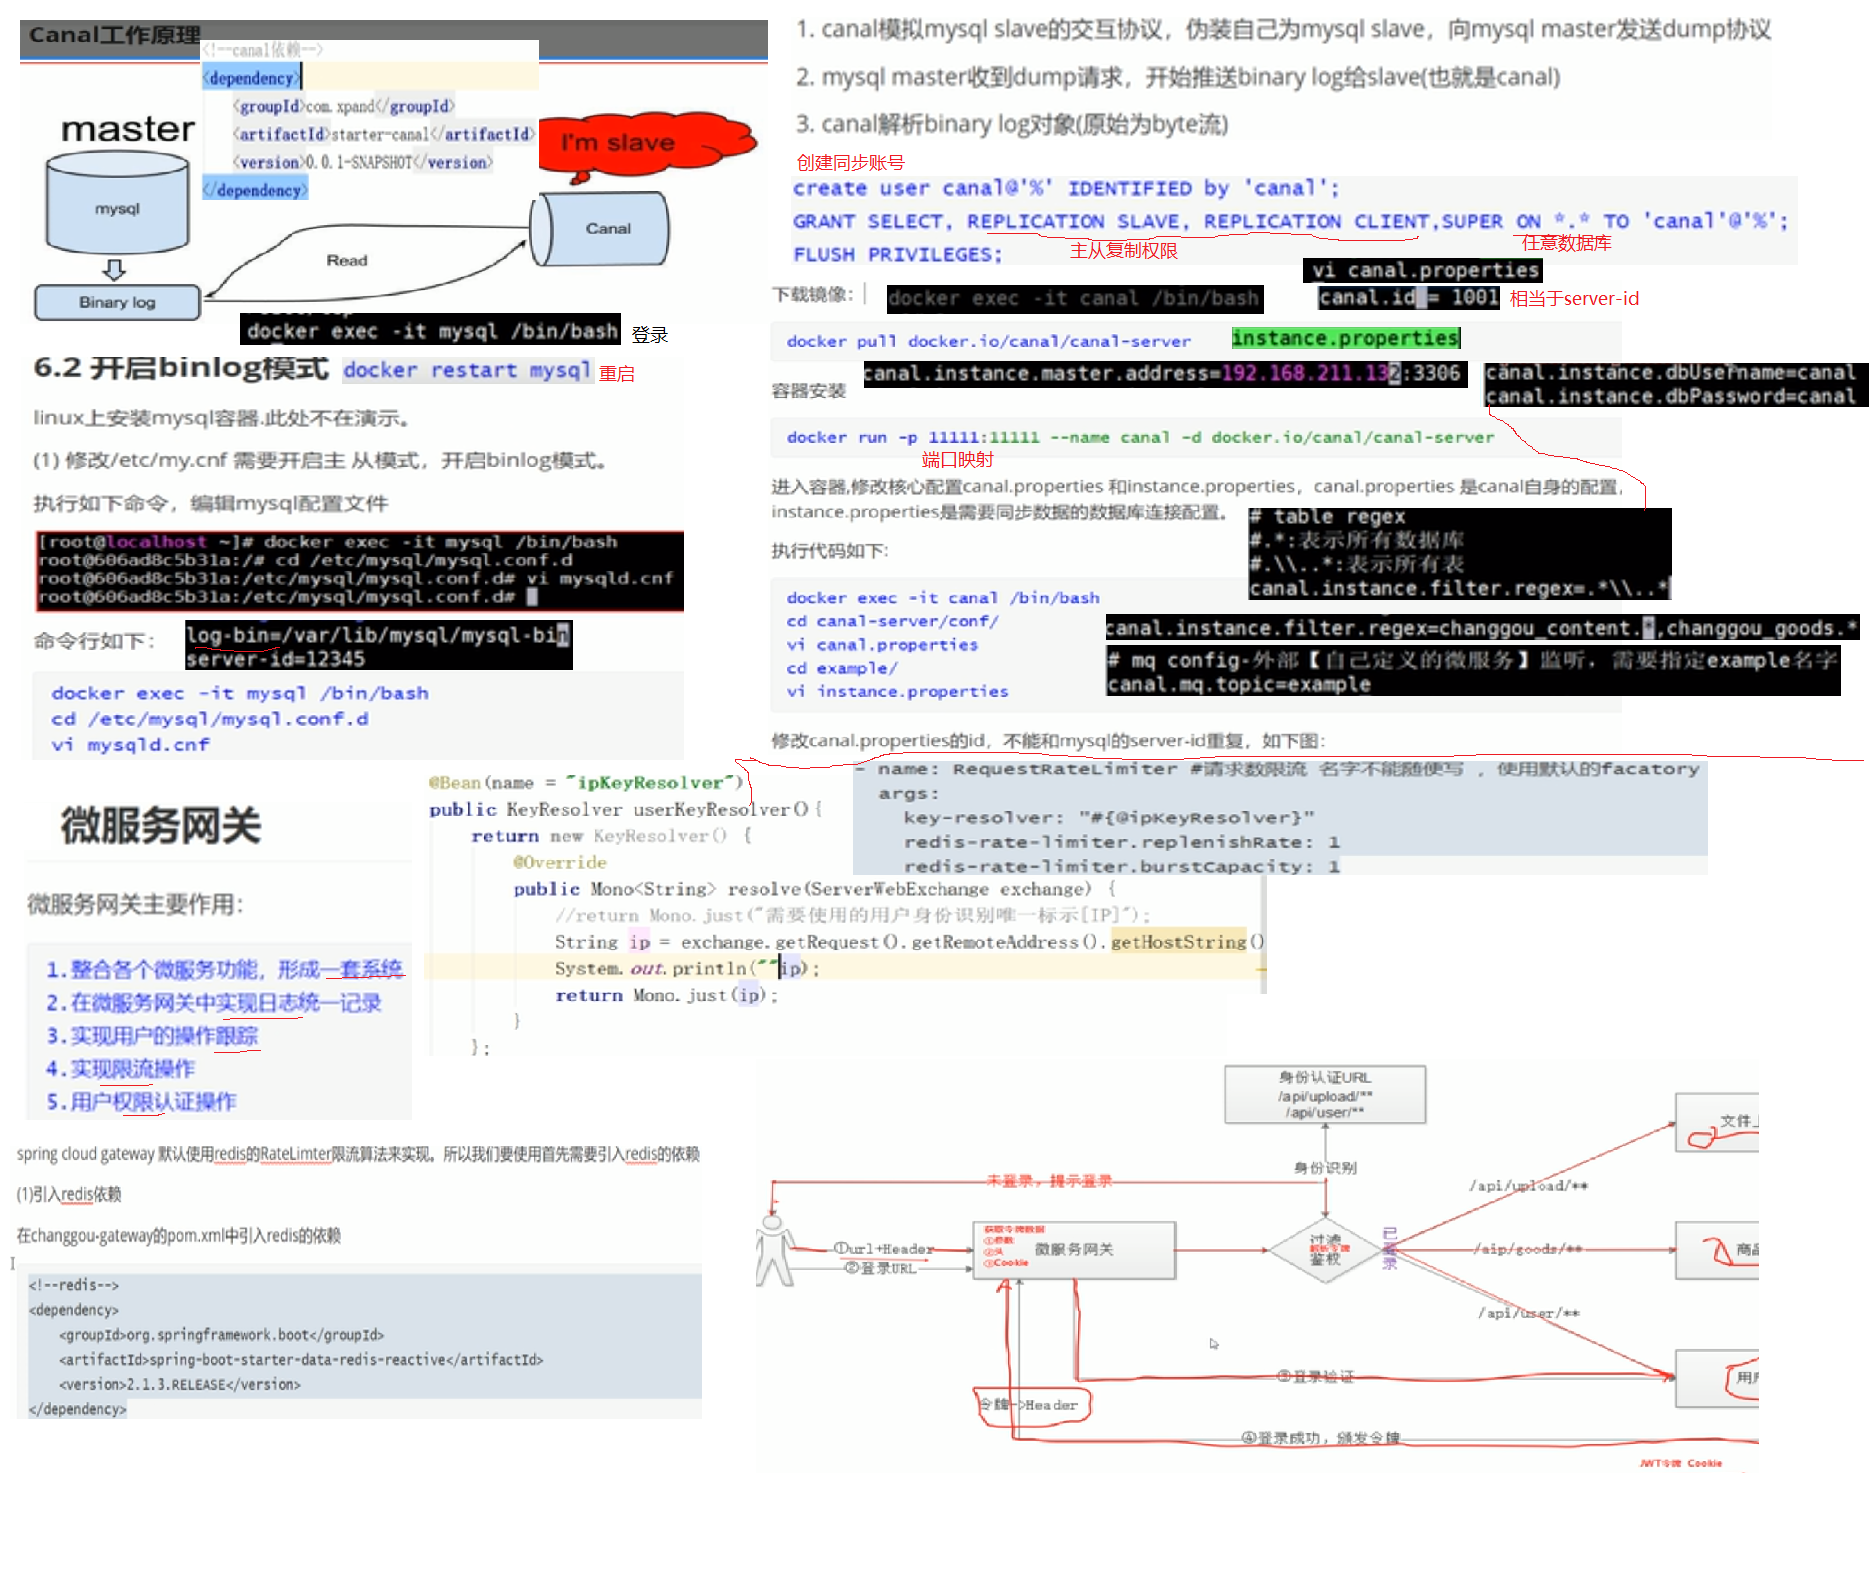 Canal工作原理
<!--canal依赖-->
<dependency>
<groupId>com.xpand</groupId>
<artifactId>starter-canal</artifactId>
<version>0.0.1-SNAPSHOT</version>
</dependency>
master
mysql
I'm slave
Canal
Read
Binary log
docker exec -it mysql /bin/bash 登录
6.2 开启binlog模式 docker restart mysql 重启
linux上安装mysql容器.此处不在演示。
(1) 修改/etc/my.cnf 需要开启主 从模式，开启binlog模式。
执行如下命令，编辑mysql配置文件
[root@localhost ~]# docker exec -it mysql /bin/bash
root@606ad8c5b31a:/# cd /etc/mysql/mysql.conf.d
root@606ad8c5b31a:/etc/mysql/mysql.conf.d# vi mysqld.cnf
root@606ad8c5b31a:/etc/mysql/mysql.conf.d#
命令行如下：
log-bin=/var/lib/mysql/mysql-bin
server-id=12345
docker exec -it mysql /bin/bash
cd /etc/mysql/mysql.conf.d
vi mysqld.cnf
1. canal模拟mysql slave的交互协议，伪装自己为mysql slave，向mysql master发送dump协议
2. mysql master收到dump请求，开始推送binary log给slave(也就是canal)
3. canal解析binary log对象(原始为byte流)
创建同步账号
create user canal@'%' IDENTIFIED by 'canal';
GRANT SELECT, REPLICATION SLAVE, REPLICATION CLIENT,SUPER ON *.* TO 'canal'@'%';
FLUSH PRIVILEGES;
主从复制权限
任意数据库
vi canal.properties
下载镜像：
docker exec -it canal /bin/bash
canal.id = 1001 相当于server-id
docker pull docker.io/canal/canal-server
instance.properties
canal.instance.master.address=192.168.211.132:3306
canal.instance.dbUsername=canal
canal.instance.dbPassword=canal
容器安装
docker run -p 11111:11111 --name canal -d docker.io/canal/canal-server
端口映射
进入容器,修改核心配置canal.properties 和instance.properties，canal.properties 是canal自身的配置，
instance.properties是需要同步数据的数据库连接配置。
# table regex
#.*:表示所有数据库
#.\\..*:表示所有表
canal.instance.filter.regex=.*\\..*
执行代码如下:
docker exec -it canal /bin/bash
cd canal-server/conf/
vi canal.properties
cd example/
vi instance.properties
canal.instance.filter.regex=changgou_content.*,changgou_goods.*
# mq config-外部【自己定义的微服务】监听，需要指定example名字
canal.mq.topic=example
修改canal.properties的id，不能和mysql的server-id重复，如下图：
- name: RequestRateLimiter #请求数限流 名字不能随便写 ，使用默认的facatory
args:
key-resolver: "#{@ipKeyResolver}"
redis-rate-limiter.replenishRate: 1
redis-rate-limiter.burstCapacity: 1
@Bean(name = "ipKeyResolver")
public KeyResolver userKeyResolver(){
return new KeyResolver() {
@Override
public Mono<String> resolve(ServerWebExchange exchange) {
//return Mono.just("需要使用的用户身份识别唯一标示[IP]");
String ip = exchange.getRequest().getRemoteAddress().getHostString()
System.out.println(""ip);
return Mono.just(ip);
}
};
微服务网关
微服务网关主要作用：
1.整合各个微服务功能，形成一套系统
2.在微服务网关中实现日志统一记录
3.实现用户的操作跟踪
4.实现限流操作
5.用户权限认证操作
spring cloud gateway 默认使用redis的RateLimter限流算法来实现。所以我们要使用首先需要引入redis的依赖
(1)引入redis依赖
在changgou-gateway的pom.xml中引入redis的依赖
<!--redis-->
<dependency>
<groupId>org.springframework.boot</groupId>
<artifactId>spring-boot-starter-data-redis-reactive</artifactId>
<version>2.1.3.RELEASE</version>
</dependency>
身份认证URL
/api/upload/**
/api/user/**
身份识别
未登录，提示登录
①url+Header
②登录URL
获取令牌数据
①参数
②头
③Cookie
微服务网关
过滤
解析令牌
鉴权
已登录
/api/upload/**
/aip/goods/**
/api/user/**
文件上
商品
用户
③登录验证
令牌->Header
④登录成功，颁发令牌
JWT令牌 Cookie